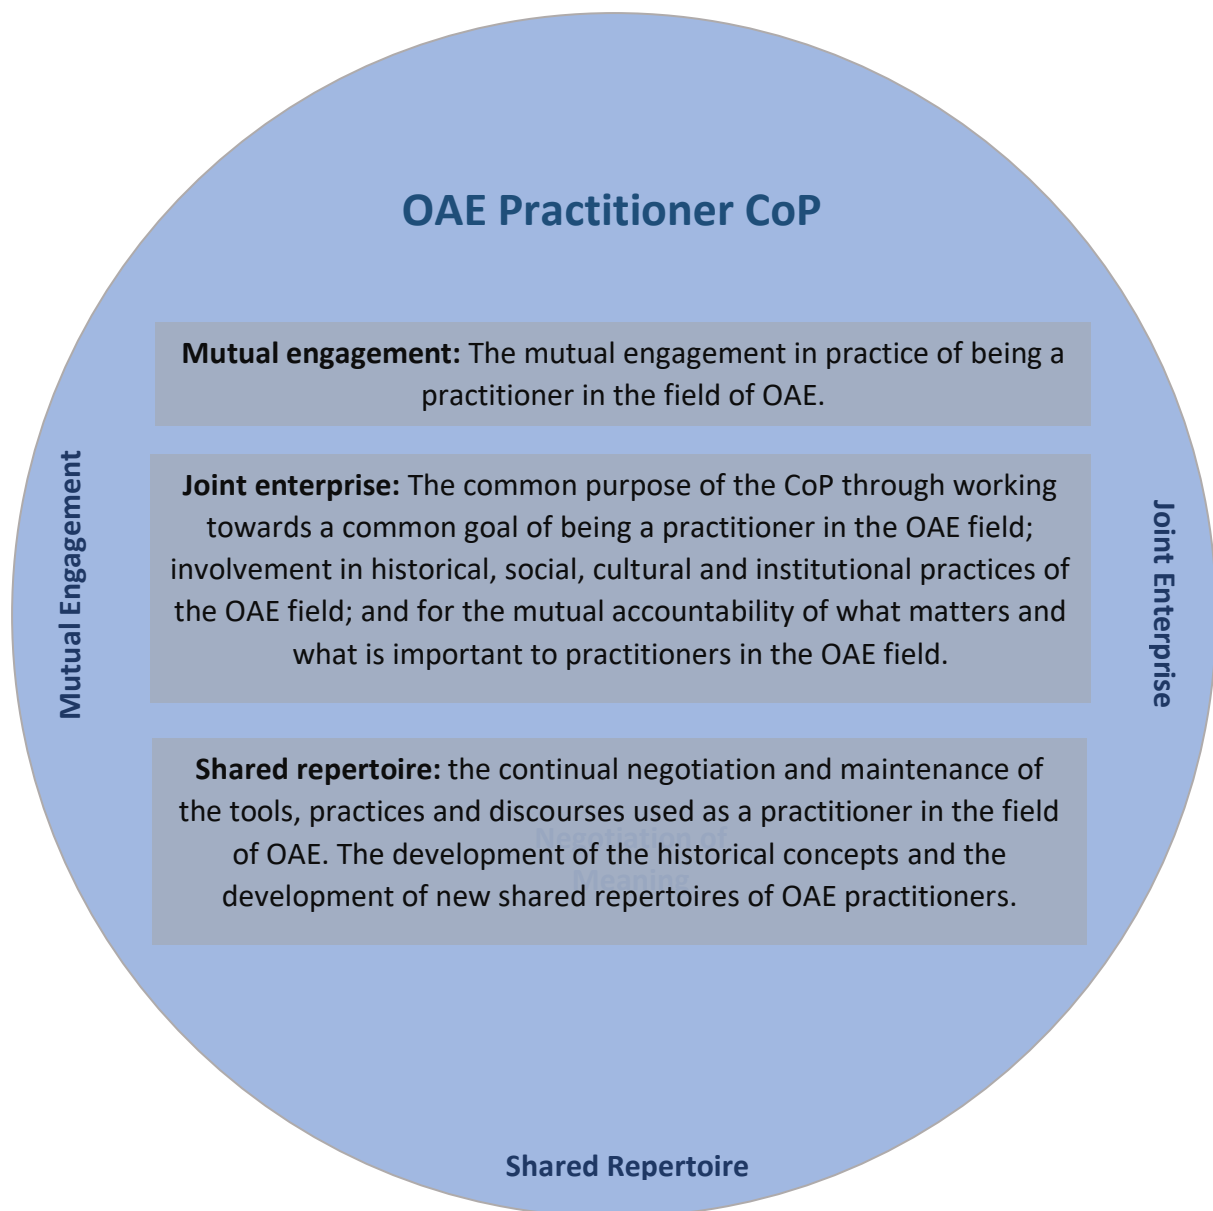 OAE Practitioner CoP
Mutual engagement: The mutual engagement in practice of being a
practitioner in the field of OAE.
Mutual Engagement
Joint enterprise: The common purpose of the CoP through working
towards a common goal of being a practitioner in the OAE field;
involvement in historical, social, cultural and institutional practices of
the OAE field; and for the mutual accountability of what matters and
what is important to practitioners in the OAE field.
Joint Enterprise
Shared repertoire: the continual negotiation and maintenance of
the tools, practices and discourses used as a practitioner in the field
of OAE. The development of the historical concepts and the
development of new shared repertoires of OAE practitioners.
Negotiation of
Meaning
Shared Repertoire